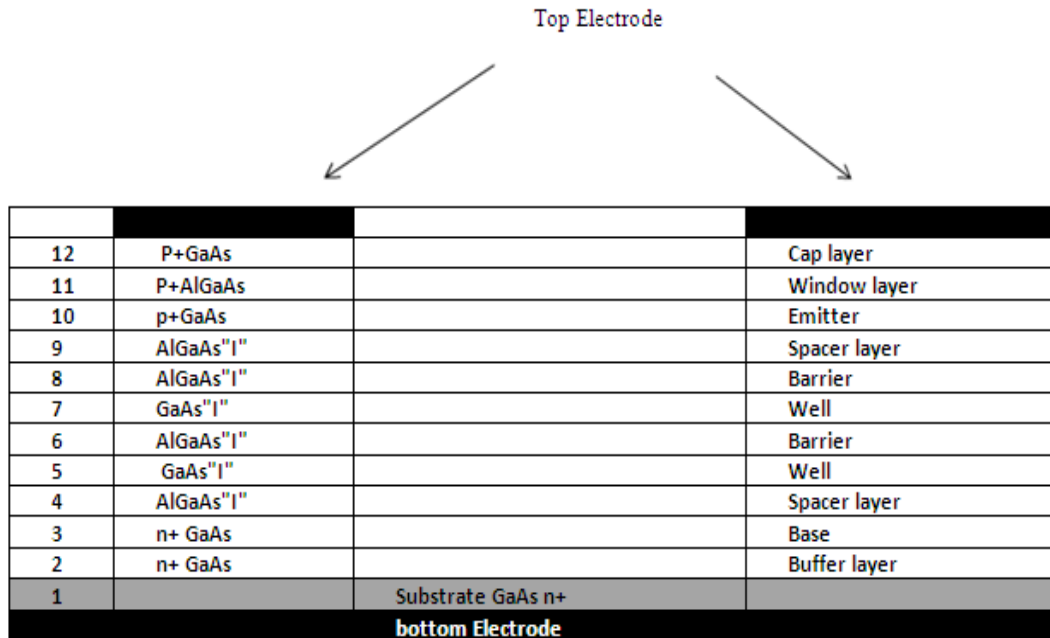 Top Electrode
12 P+GaAs Cap layer
11 P+AlGaAs Window layer
10 p+GaAs Emitter
9 AlGaAs"I" Spacer layer
8 AlGaAs"I" Barrier
7 GaAs"I" Well
6 AlGaAs"I" Barrier
5 GaAs"I" Well
4 AlGaAs"I" Spacer layer
3 n+ GaAs Base
2 n+ GaAs Buffer layer
1 Substrate GaAs n+
bottom Electrode